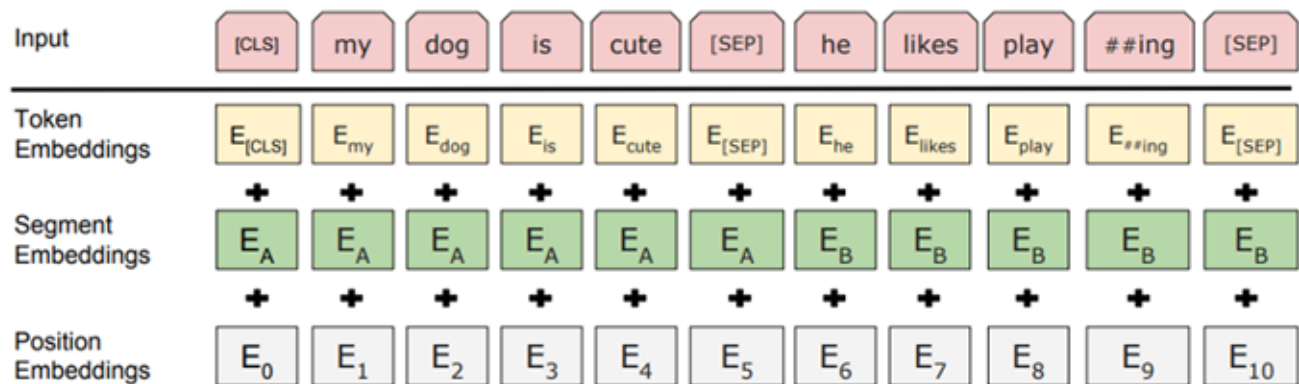 Input [CLS] my dog is cute [SEP] he likes play ##ing [SEP]
Token Embeddings E[CLS] Emy Edog Eis Ecute E[SEP] Ehe Elikes Eplay E##ing E[SEP]
+ + + + + + + + + + +
Segment Embeddings EA EA EA EA EA EA EB EB EB EB EB
+ + + + + + + + + + +
Position Embeddings E0 E1 E2 E3 E4 E5 E6 E7 E8 E9 E10